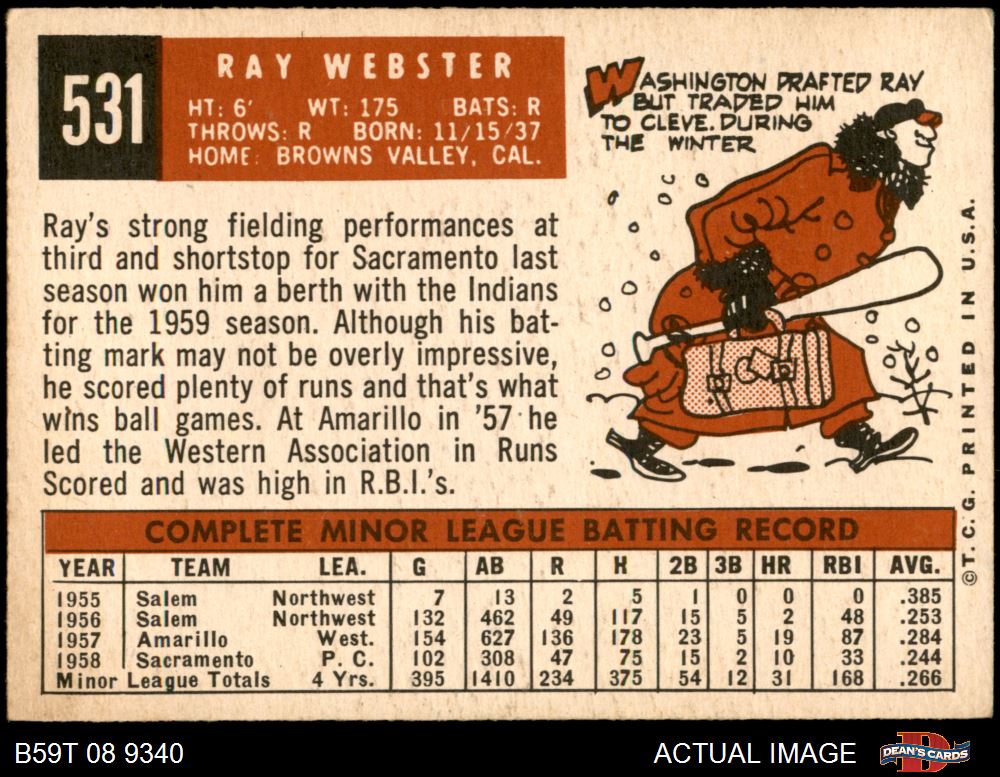 531
RAY WEBSTER
HT: 6' WT: 175 BATS: R
THROWS: R BORN: 11/15/37
HOME: BROWNS VALLEY, CAL.
WASHINGTON DRAFTED RAY
BUT TRADED HIM
TO CLEVE. DURING
THE WINTER
Ray's strong fielding performances at
third and shortstop for Sacramento last
season won him a berth with the Indians
for the 1959 season. Although his bat-
ting mark may not be overly impressive,
he scored plenty of runs and that's what
wins ball games. At Amarillo in '57 he
led the Western Association in Runs
Scored and was high in R.B.I.'s.
COMPLETE MINOR LEAGUE BATTING RECORD
YEAR TEAM LEA. G AB R H 2B 3B HR RBI AVG.
1955 Salem Northwest 7 13 2 5 1 0 0 0 .385
1956 Salem Northwest 132 462 49 117 15 5 2 48 .253
1957 Amarillo West. 154 627 136 178 23 5 19 87 .284
1958 Sacramento P. C. 102 308 47 75 15 2 10 33 .244
Minor League Totals 4 Yrs. 395 1410 234 375 54 12 31 168 .266
© T. C. G. PRINTED IN U.S.A.
B59T 08 9340
ACTUAL IMAGE
D
DEAN'S CARDS